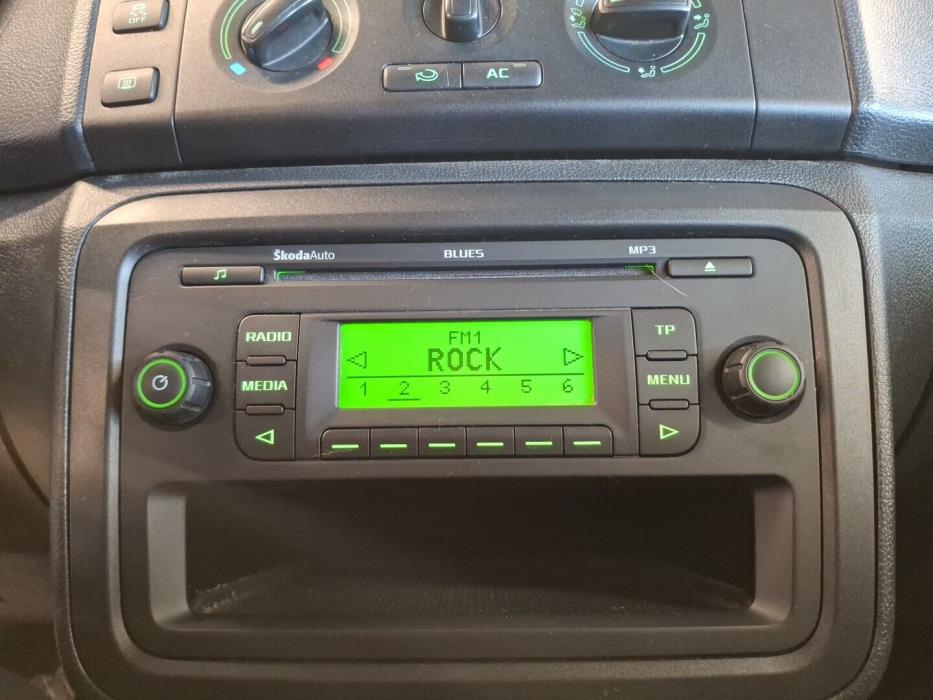 OFF
AC
ŠkodaAuto BLUES MP3
RADIO
MEDIA
FM1
ROCK
1 2 3 4 5 6
TP
MENU